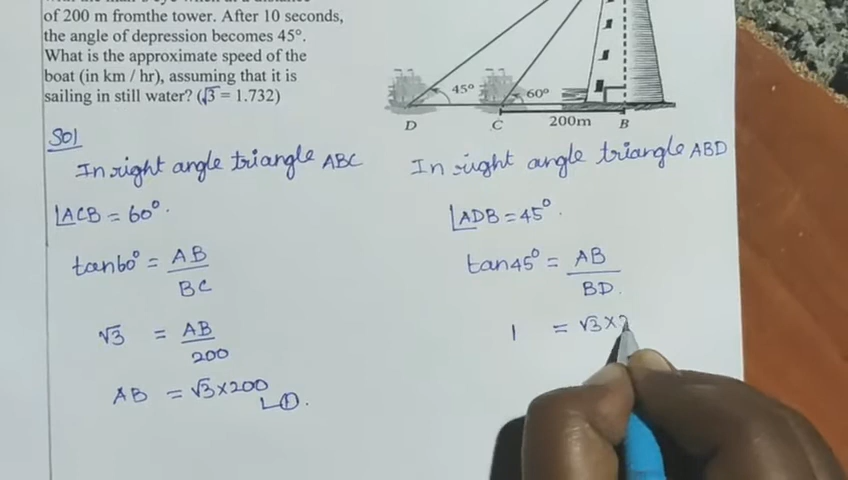 of 200 m fromthe tower. After 10 seconds,
the angle of depression becomes 45°.
What is the approximate speed of the
boat (in km / hr), assuming that it is
sailing in still water? (√3 = 1.732)
45°
60°
200m
D
C
B
Sol
In right angle triangle ABC
∠ACB = 60°.
tan60° = AB/BC
√3 = AB/200
AB = √3×200
①.
In right angle triangle ABD
∠ADB = 45°.
tan45° = AB/BD.
1 = √3×2